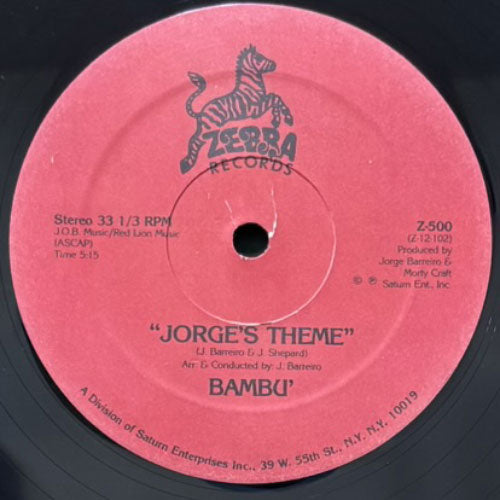 ZEBRA
RECORDS
Stereo 33 1/3 RPM
J.O.B. Music/Red Lion Music
(ASCAP)
Time 5:15
Z-500
(Z-12-102)
Produced by
Jorge Barreiro &
Morty Craft
© ℗ Saturn Ent., Inc.
"JORGE'S THEME"
(J. Barreiro & J. Shepard)
Arr. & Conducted by: J. Barreiro
BAMBU'
A Division of Saturn Enterprises Inc., 39 W. 55th St., N.Y. N.Y. 10019